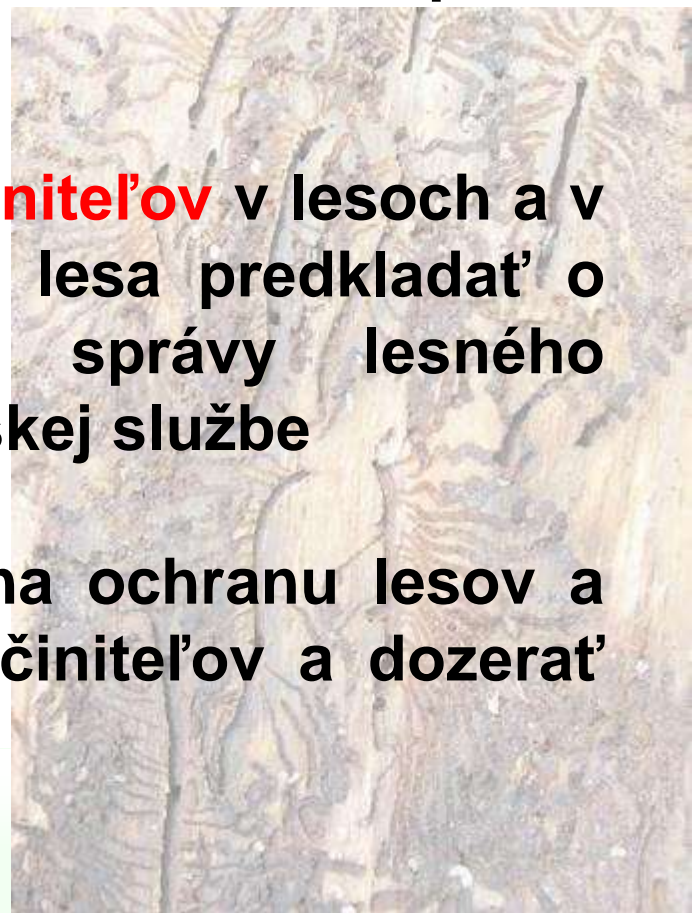 niteľov v lesoch a v
lesa predkladať o
správy lesného
skej službe
na ochranu lesov a
činiteľov a dozerať